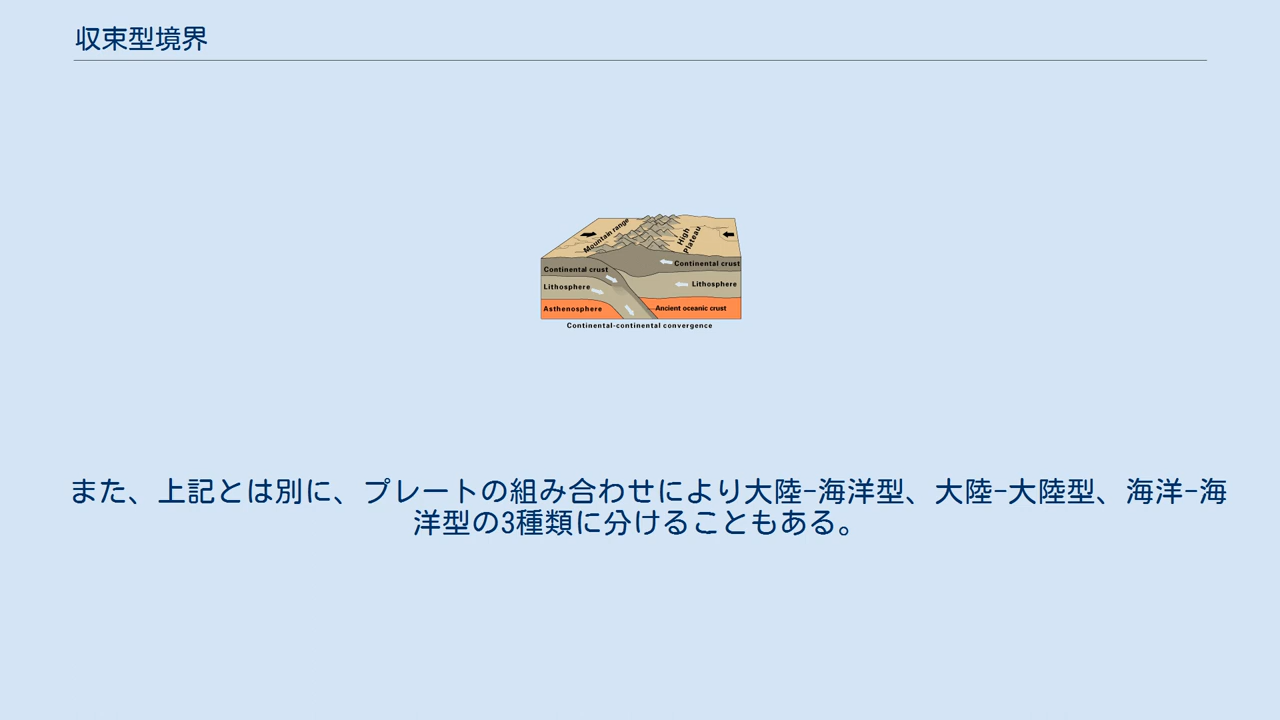 収束型境界
Mountain range
High
Plateau
Continental crust
Continental crust
Lithosphere
Lithosphere
Asthenosphere
Ancient oceanic crust
Continental-continental convergence
また、上記とは別に、プレートの組み合わせにより大陸-海洋型、大陸-大陸型、海洋-海
洋型の3種類に分けることもある。